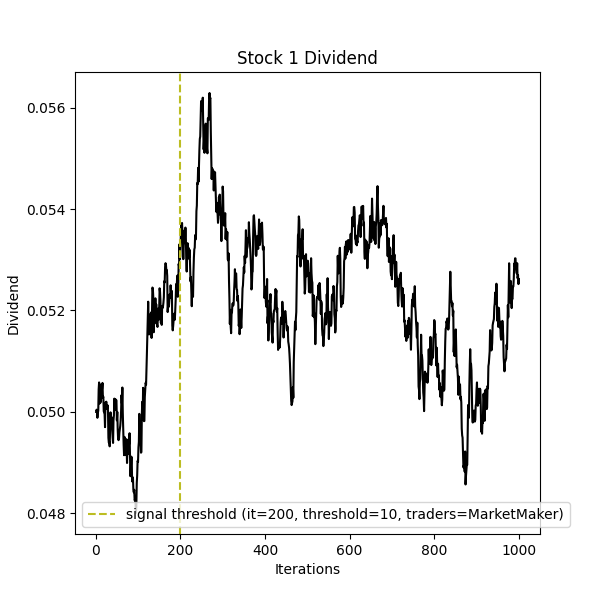 Stock 1 Dividend
0.056
0.054
0.052
0.050
0.048
Dividend
signal threshold (it=200, threshold=10, traders=MarketMaker)
0 200 400 600 800 1000
Iterations